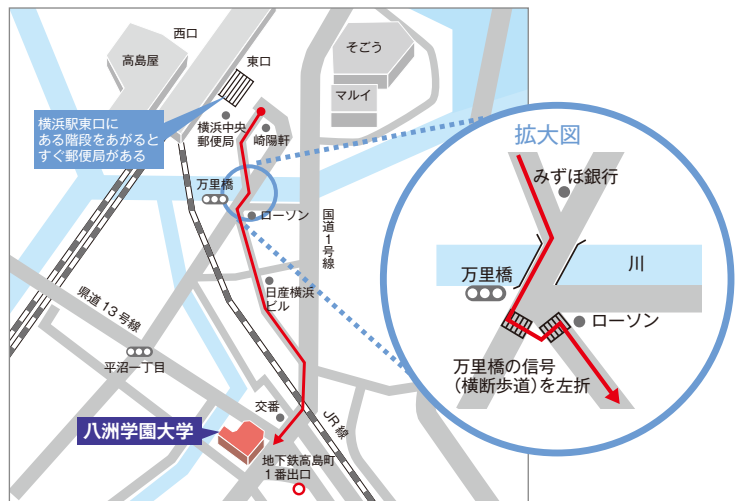 西口
高島屋
東口
そごう
マルイ
横浜駅東口に
ある階段をあがると
すぐ郵便局がある
横浜中央
郵便局
崎陽軒
万里橋
ローソン
国道1号線
日産横浜
ビル
県道13号線
平沼一丁目
交番
JR線
八洲学園大学
地下鉄高島町
1番出口
拡大図
みずほ銀行
川
万里橋
ローソン
万里橋の信号
(横断歩道)を左折